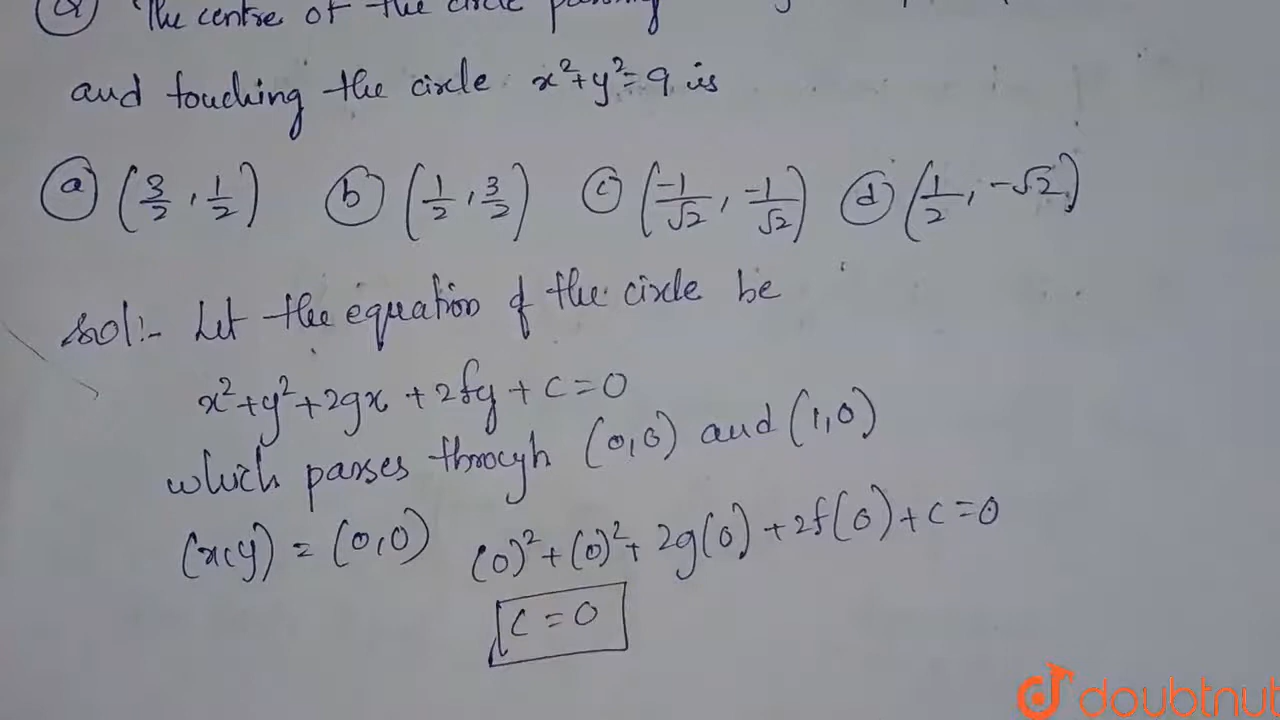 The centre of the circle passing
and touching the circle x²+y²=9 is
(a) (3/2, 1/2) (b) (1/2, 3/2) (c) (-1/√2, -1/√2) (d) (1/2, -√2)
Sol:- Let the equation of the circle be
x²+y²+2gx+2fy+c=0
which passes through (0,0) and (1,0)
(x,y) = (0,0) (0)²+(0)²+2g(0)+2f(0)+c=0
c=0
doubtnut